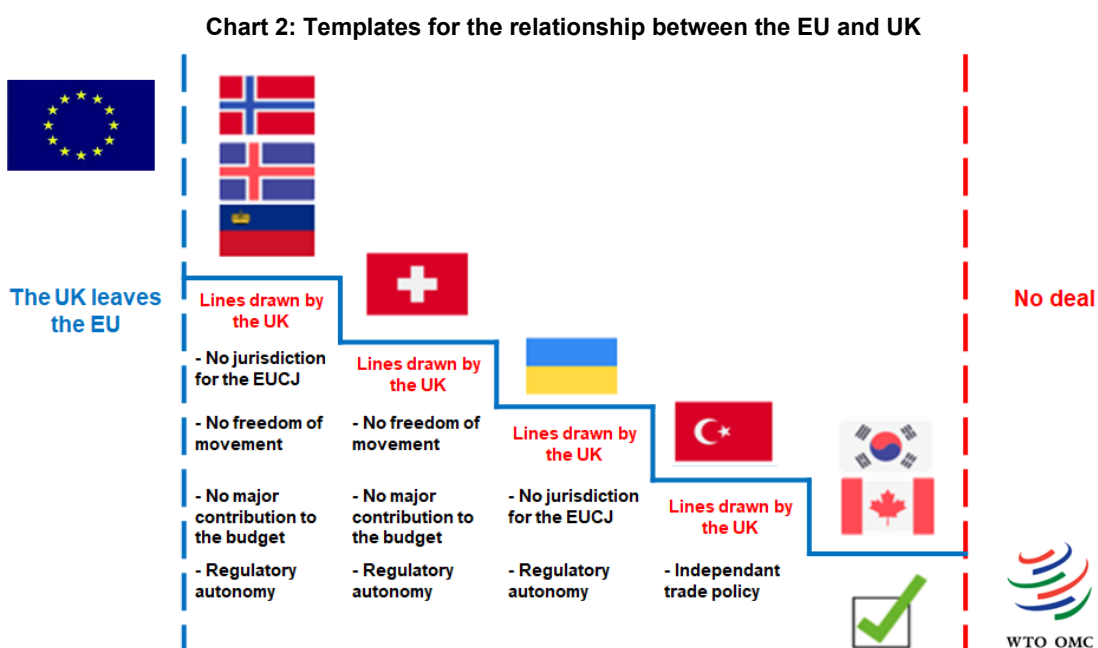 Chart 2: Templates for the relationship between the EU and UK
The UK leaves
the EU
Lines drawn by
the UK
- No jurisdiction
for the EUCJ
- No freedom of
movement
- No major
contribution to
the budget
- Regulatory
autonomy
Lines drawn by
the UK
- No freedom of
movement
- No major
contribution to
the budget
- Regulatory
autonomy
Lines drawn by
the UK
- No jurisdiction
for the EUCJ
- Regulatory
autonomy
Lines drawn by
the UK
- Independant
trade policy
No deal
WTO OMC